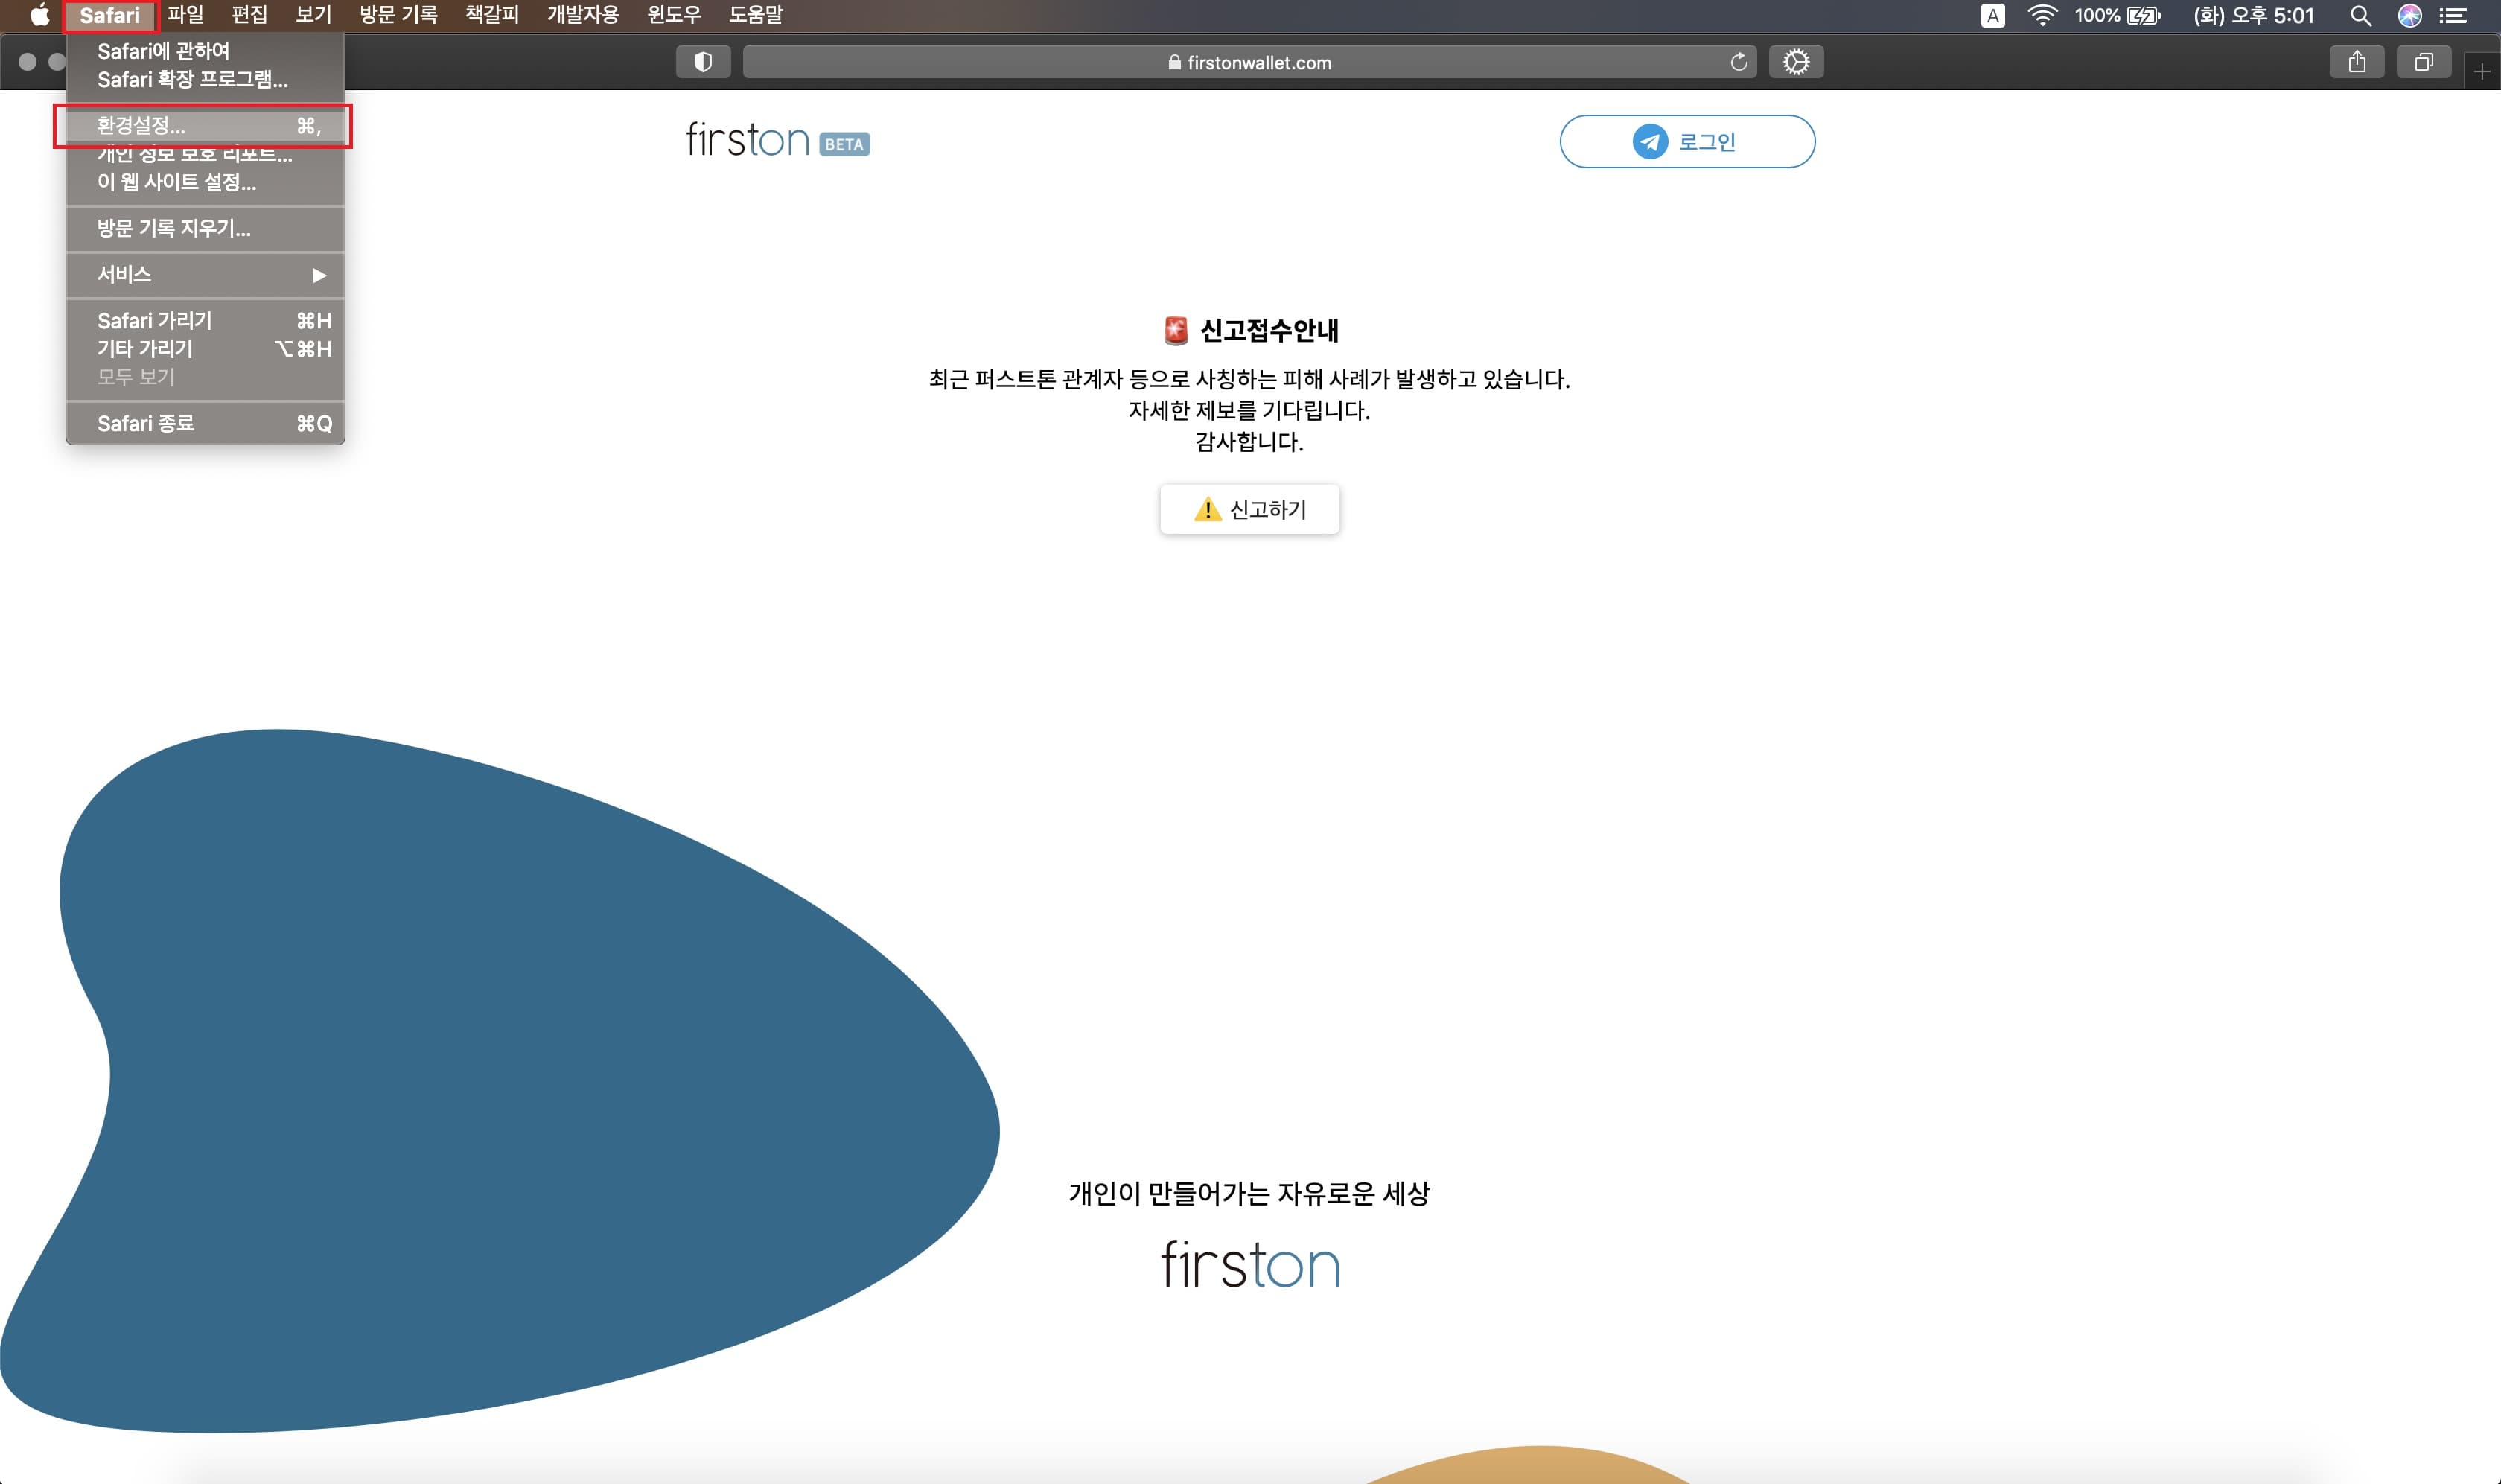 Safari 파일 편집 보기 방문 기록 책갈피 개발자용 윈도우 도움말 A 100% (화) 오후 5:01
Safari에 관하여
Safari 확장 프로그램...
환경설정... ⌘,
개인 정보 보호 리포트...
이 웹 사이트 설정...
방문 기록 지우기...
서비스 ▶
Safari 가리기 ⌘H
기타 가리기 ⌥⌘H
모두 보기
Safari 종료 ⌘Q
firstonwallet.com
firston BETA
로그인
신고접수안내
최근 퍼스트톤 관계자 등으로 사칭하는 피해 사례가 발생하고 있습니다.
자세한 제보를 기다립니다.
감사합니다.
신고하기
개인이 만들어가는 자유로운 세상
firston